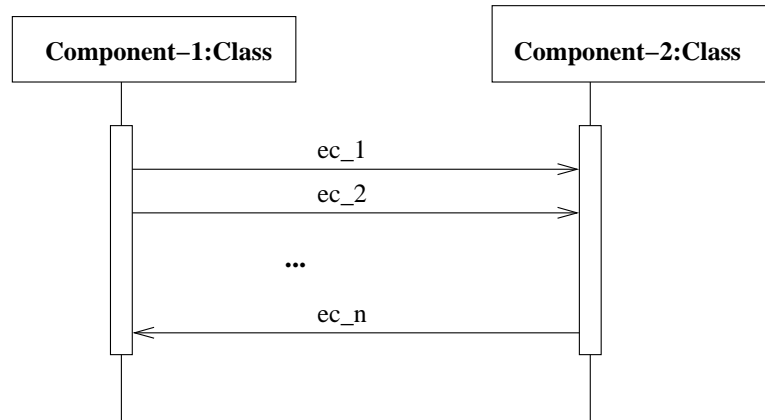 Component–1:Class
Component–2:Class
ec_1
ec_2
...
ec_n